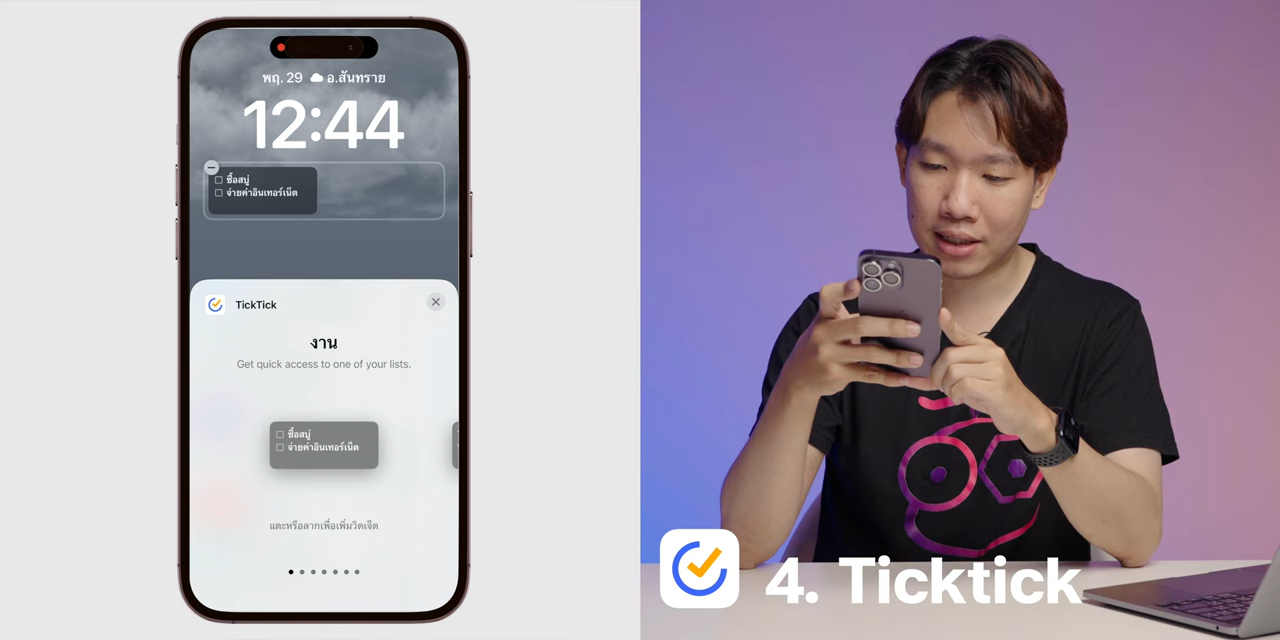 พฤ. 29 อ.สันทราย
12:44
ซื้อสบู่
จ่ายค่าอินเทอร์เน็ต
TickTick
งาน
Get quick access to one of your lists.
ซื้อสบู่
จ่ายค่าอินเทอร์เน็ต
แตะหรือลากเพื่อเพิ่มวิดเจ็ต
4. Ticktick